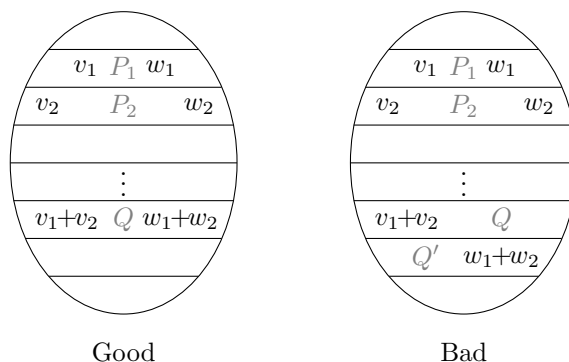 v₁ P₁ w₁ v₁ P₁ w₁
v₂ P₂ w₂ v₂ P₂ w₂
⋮ ⋮
v₁+v₂ Q w₁+w₂ v₁+v₂ Q
Q′ w₁+w₂
Good Bad